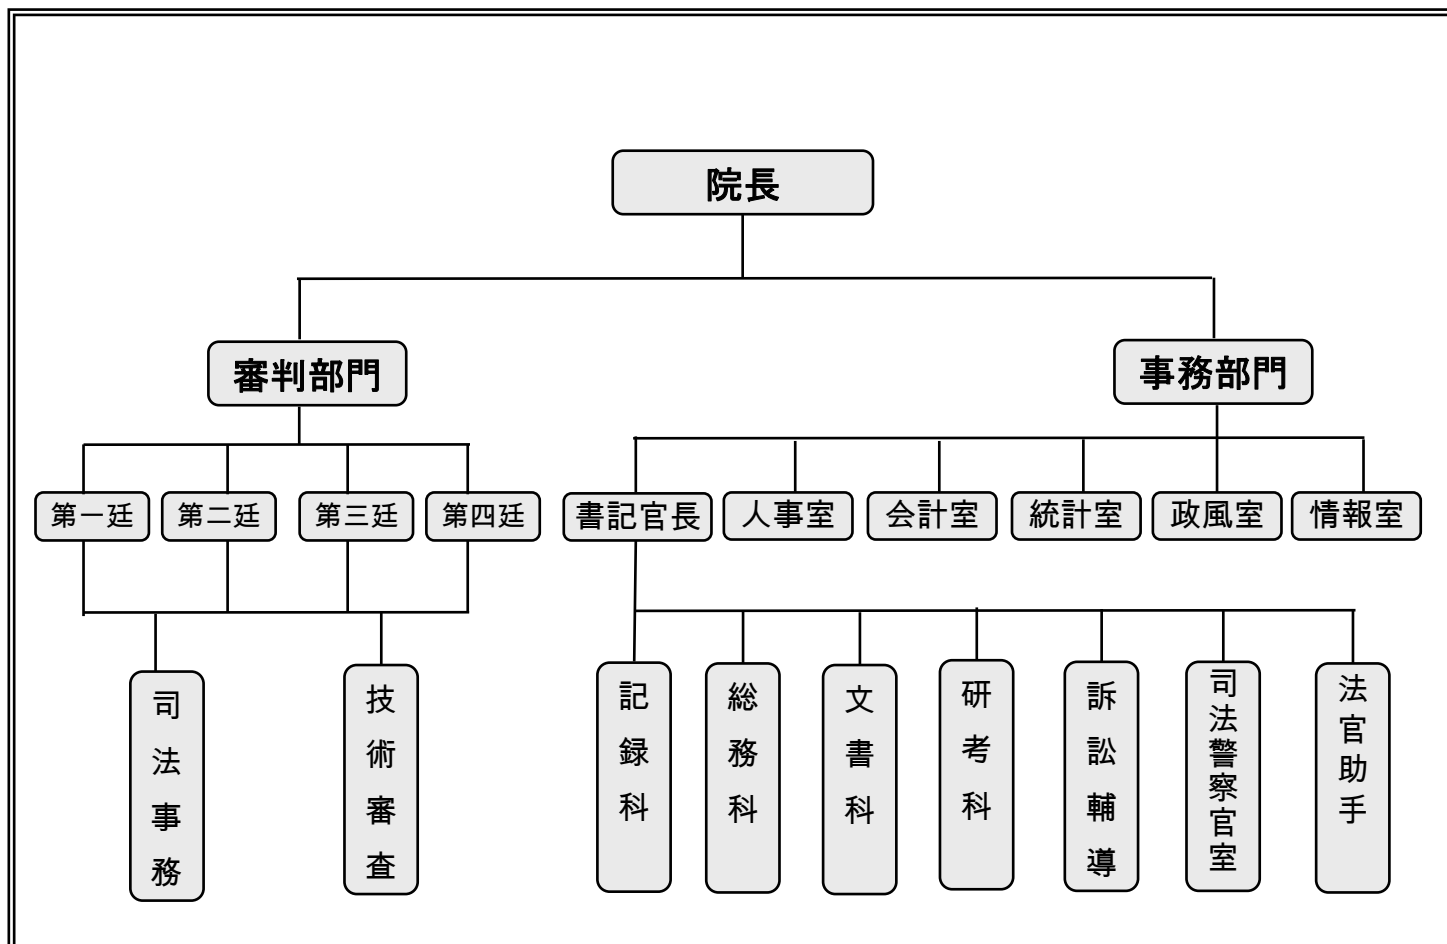 院長
審判部門
事務部門
第一廷
第二廷
第三廷
第四廷
書記官長
人事室
会計室
統計室
政風室
情報室
司法事務
技術審査
記録科
総務科
文書科
研考科
訴訟輔導
司法警察官室
法官助手